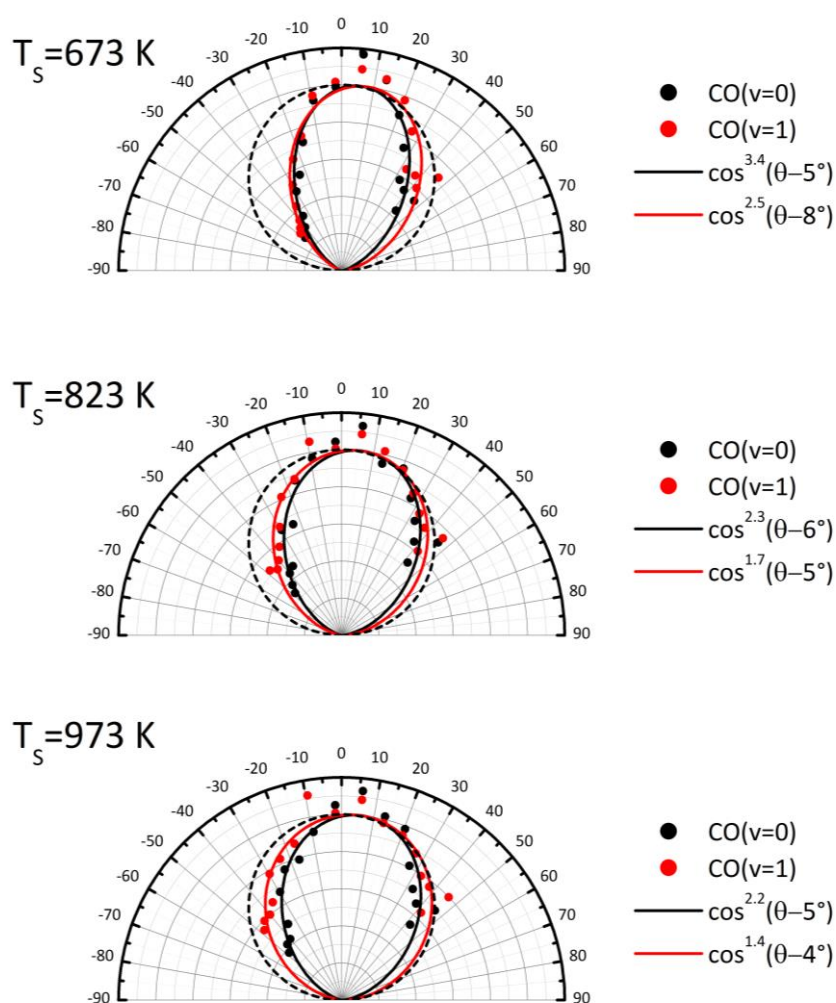 T_S=673 K
-90 -80 -70 -60 -50 -40 -30 -20 -10 0 10 20 30 40 50 60 70 80 90
CO(v=0)
CO(v=1)
cos^3.4(θ−5°)
cos^2.5(θ−8°)
T_S=823 K
-90 -80 -70 -60 -50 -40 -30 -20 -10 0 10 20 30 40 50 60 70 80 90
CO(v=0)
CO(v=1)
cos^2.3(θ−6°)
cos^1.7(θ−5°)
T_S=973 K
-90 -80 -70 -60 -50 -40 -30 -20 -10 0 10 20 30 40 50 60 70 80 90
CO(v=0)
CO(v=1)
cos^2.2(θ−5°)
cos^1.4(θ−4°)